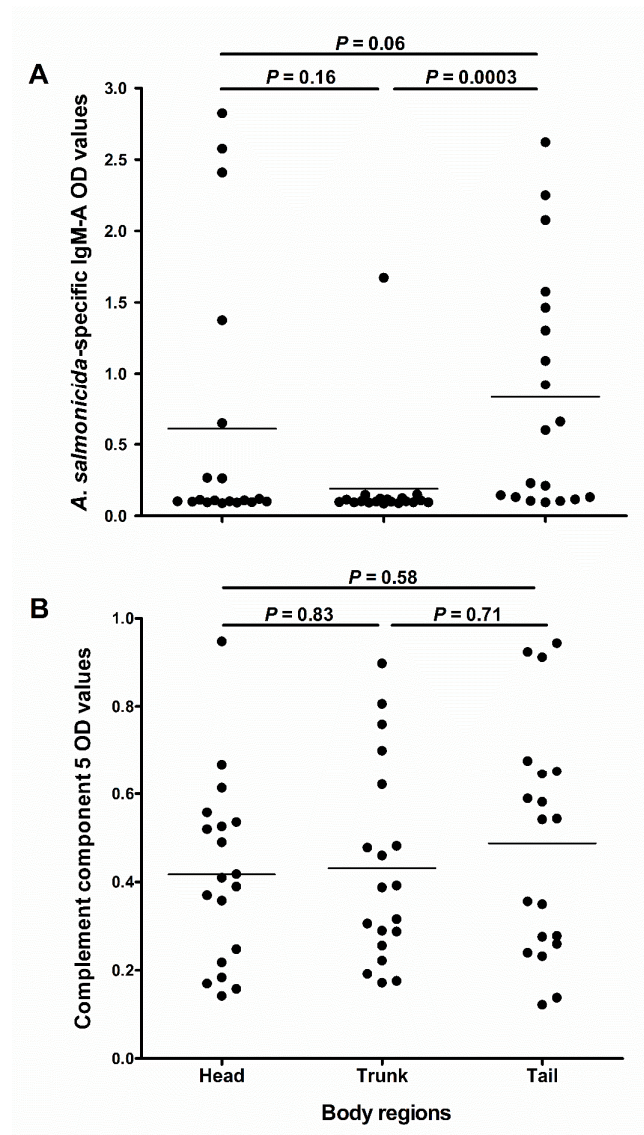 P = 0.06
A
P = 0.16
P = 0.0003
A. salmonicida-specific IgM-A OD values
3.0
2.5
2.0
1.5
1.0
0.5
0.0
P = 0.58
B
P = 0.83
P = 0.71
Complement component 5 OD values
1.0
0.8
0.6
0.4
0.2
0.0
Head
Trunk
Tail
Body regions